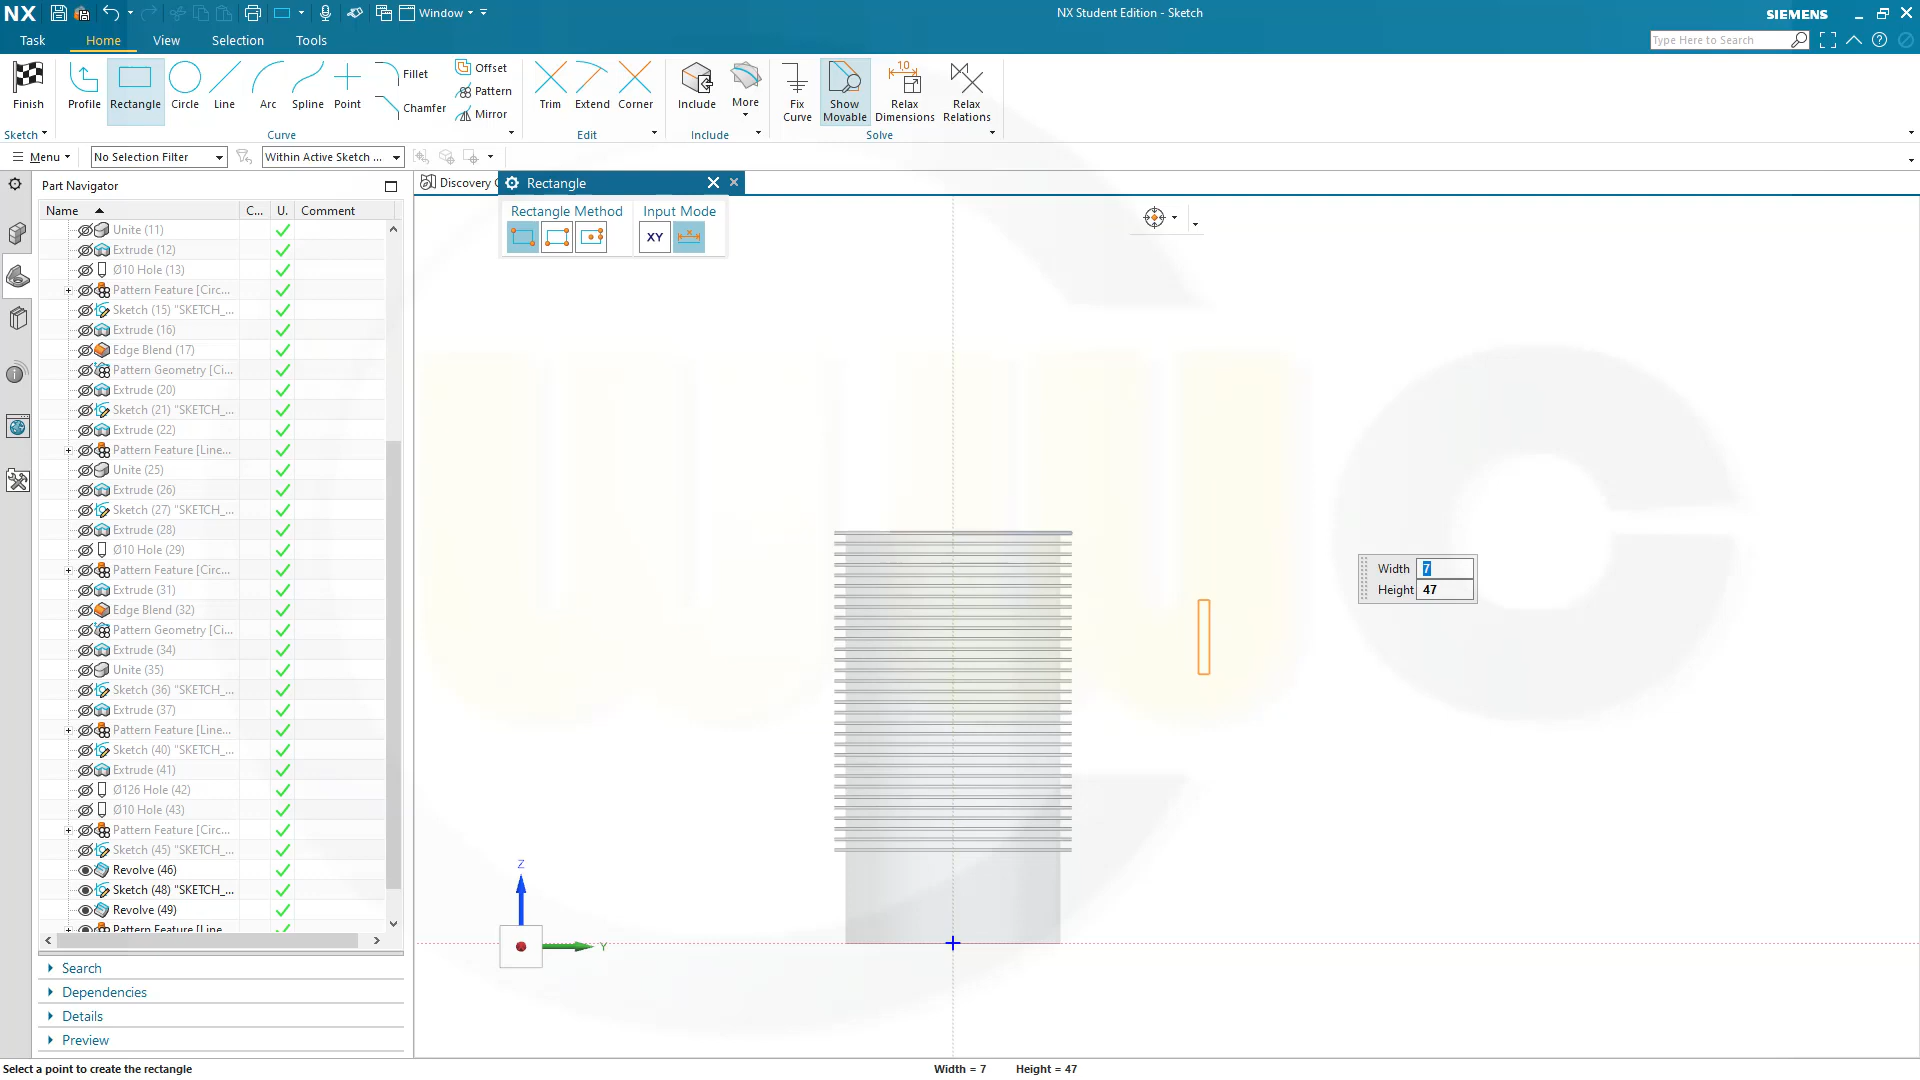 NX
Window
NX Student Edition - Sketch
SIEMENS
Task
Home
View
Selection
Tools
Type Here to Search
Finish
Profile
Rectangle
Circle
Line
Arc
Spline
Point
Fillet
Chamfer
Offset
Pattern
Mirror
Trim
Extend
Corner
Include
More
Fix
Curve
Show
Movable
Relax
Dimensions
Relax
Relations
Sketch
Curve
Edit
Include
Solve
Menu
No Selection Filter
Within Active Sketch ...
Part Navigator
Discovery
Rectangle
Rectangle Method
Input Mode
XY
Name
C...
U.
Comment
Unite (11)
Extrude (12)
Ø10 Hole (13)
Pattern Feature [Circ...
Sketch (15) "SKETCH_...
Extrude (16)
Edge Blend (17)
Pattern Geometry [Ci...
Extrude (20)
Sketch (21) "SKETCH_...
Extrude (22)
Pattern Feature [Line...
Unite (25)
Extrude (26)
Sketch (27) "SKETCH_...
Extrude (28)
Ø10 Hole (29)
Pattern Feature [Circ...
Extrude (31)
Edge Blend (32)
Pattern Geometry [Ci...
Extrude (34)
Unite (35)
Sketch (36) "SKETCH_...
Extrude (37)
Pattern Feature [Line...
Sketch (40) "SKETCH_...
Extrude (41)
Ø126 Hole (42)
Ø10 Hole (43)
Pattern Feature [Circ...
Sketch (45) "SKETCH_...
Revolve (46)
Sketch (48) "SKETCH_...
Revolve (49)
Pattern Feature [Line...
Width 7
Height 47
Z
Y
Search
Dependencies
Details
Preview
Select a point to create the rectangle
Width = 7 Height = 47